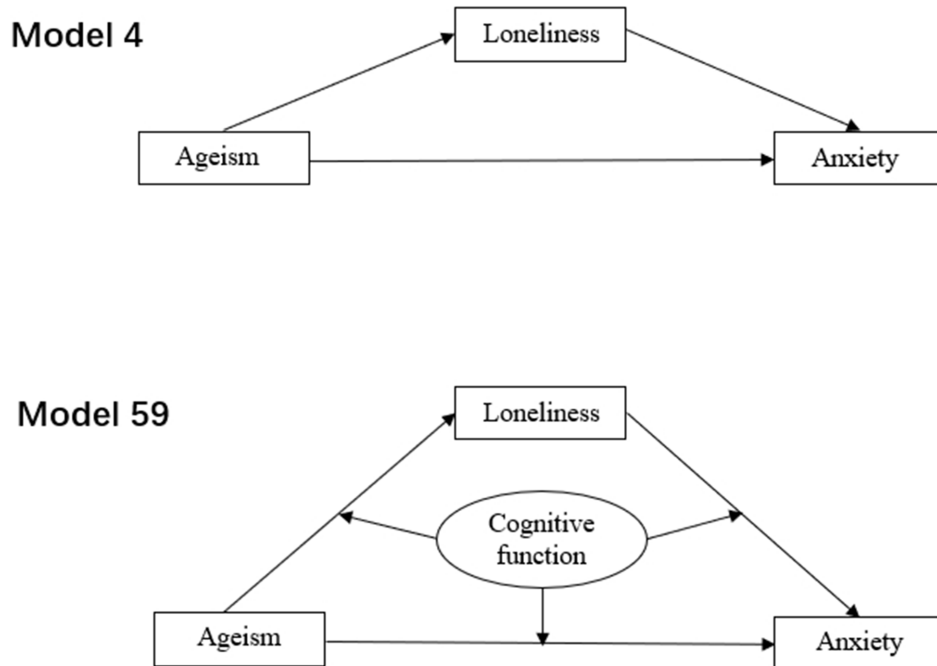 Model 4
Loneliness
Ageism
Anxiety
Model 59
Loneliness
Cognitive
function
Ageism
Anxiety